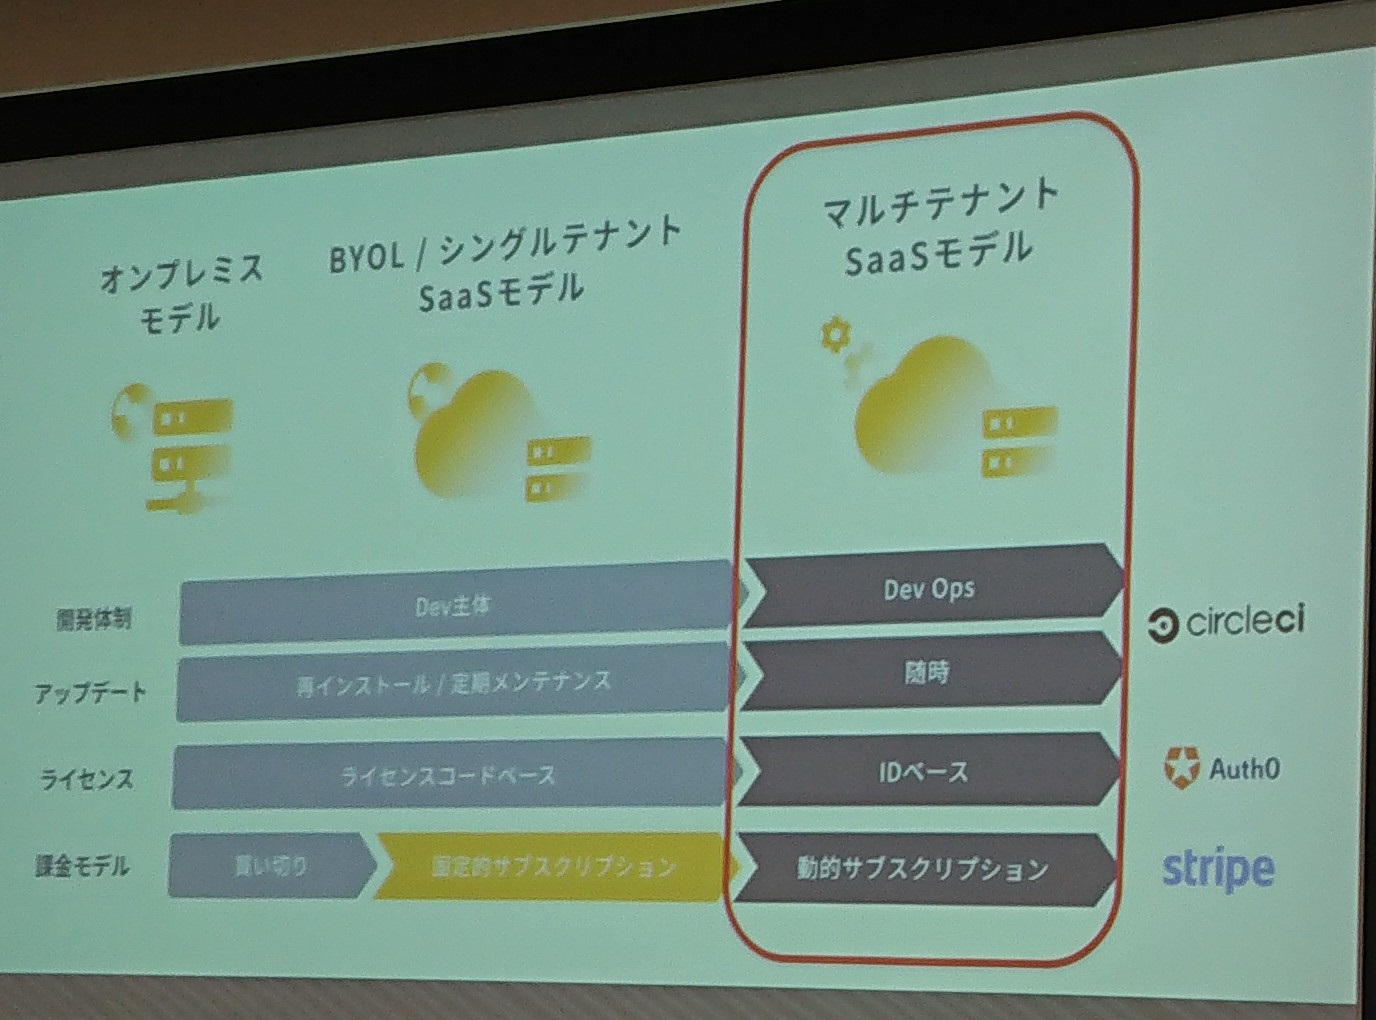 オンプレミス
モデル
BYOL / シングルテナント
SaaSモデル
マルチテナント
SaaSモデル
開発体制
Dev主体
Dev Ops
circleci
アップデート
再インストール / 定期メンテナンス
随時
ライセンス
ライセンスコードベース
IDベース
Auth0
課金モデル
買い切り
固定的サブスクリプション
動的サブスクリプション
stripe